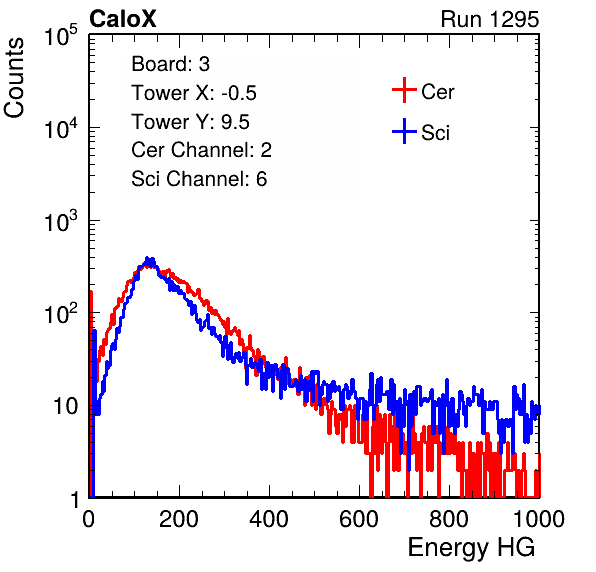 CaloX Run 1295
Counts
10^5
10^4
10^3
10^2
10
1
Board: 3
Tower X: -0.5
Tower Y: 9.5
Cer Channel: 2
Sci Channel: 6
Cer
Sci
0 200 400 600 800 1000
Energy HG